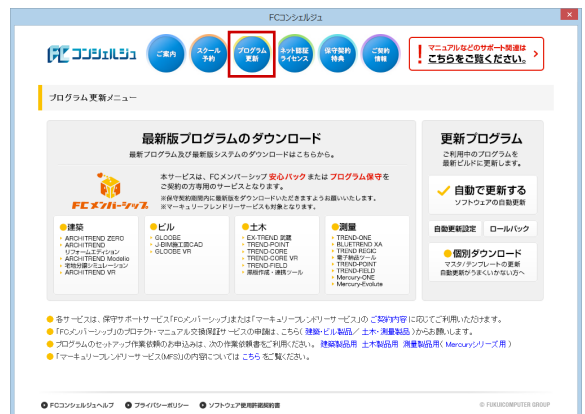 FCコンシェルジュ
FC コンシェルジュ
ご案内
スクール
予約
プログラム
更新
ネット認証
ライセンス
保守契約
特典
ご契約
情報
! マニュアルなどのサポート関連は
こちらをご覧ください。
プログラム更新メニュー
最新版プログラムのダウンロード
最新プログラム及び最新版システムのダウンロードはこちらから。
FCメンバーシップ
本サービスは、FCメンバーシップ 安心パック または プログラム保守を
ご契約の方専用のサービスとなります。
※保守契約期間内に最新版をダウンロードいただきますようお願いいたします。
※マーキュリーフレンドリーサービスも対象となります。
●建築
ARCHITREND ZERO
ARCHITREND
リフォームエディション
ARCHITREND Modelio
宅地分譲シミュレーション
ARCHITREND VR
●ビル
GLOOBE
J-BIM施工図CAD
GLOOBE VR
●土木
EX-TREND 武蔵
TREND-POINT
TREND-CORE
TREND-CORE VR
TREND-FIELD
図形作成・連携ツール
●測量
TREND-ONE
BLUETREND XA
TREND REGIC
電子納品ツール
TREND-POINT
TREND-FIELD
Mercury-ONE
Mercury-Evolute
更新プログラム
ご利用中のプログラムを
最新ビルドに更新します。
自動で更新する
ソフトウェアの自動更新
自動更新設定
ロールバック
●個別ダウンロード
マスタ/テンプレートの更新
自動更新がうまくいかない方へ
各サービスは、保守サポートサービス「FCメンバーシップ」または「マーキュリーフレンドリーサービス」の ご契約内容 に応じてご利用いただけます。
「FCメンバーシップ」のプロテクト・マニュアル交換保証サービスの申請は、こちら( 建築・ビル製品 / 土木・測量製品 )からお願いします。
プログラムのセットアップ作業依頼のお申込みは、次の作業依頼書をご利用ください。 建築製品用 土木製品用 測量製品用( Mercuryシリーズ用 )
「マーキュリーフレンドリーサービス(MFS)」の内容については こちら をご覧ください。
FCコンシェルジュヘルプ
プライバシーポリシー
ソフトウェア使用許諾契約書
© FUKUICOMPUTER GROUP